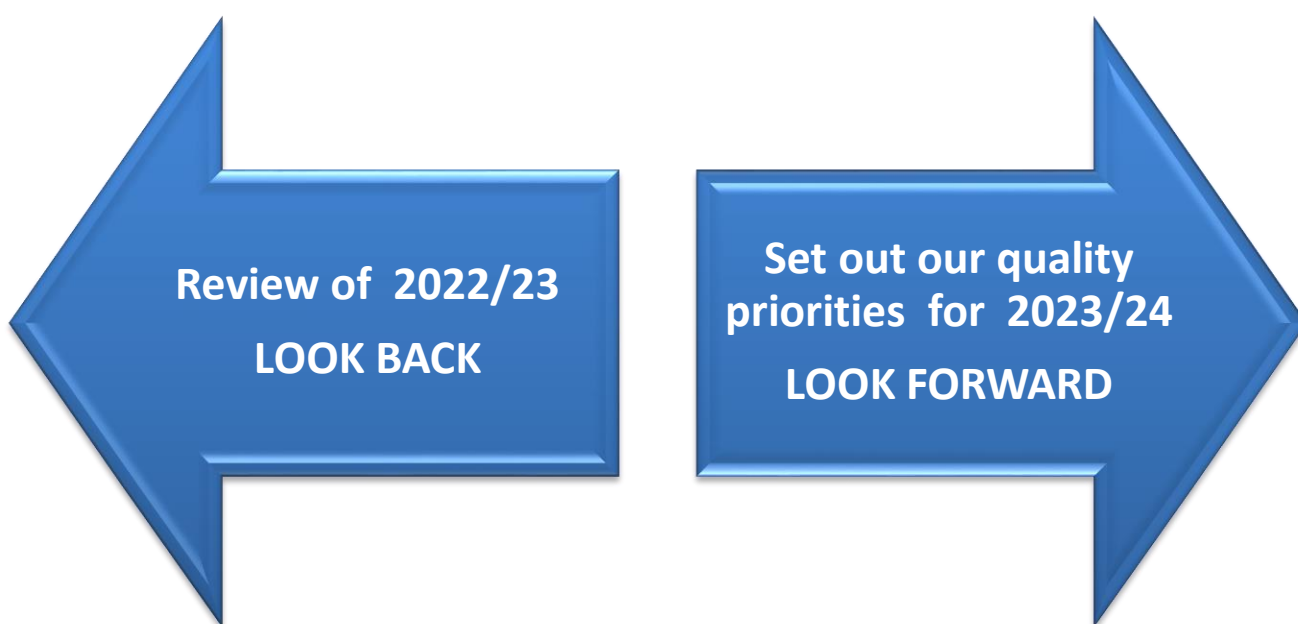 Review of 2022/23
LOOK BACK
Set out our quality
priorities for 2023/24
LOOK FORWARD